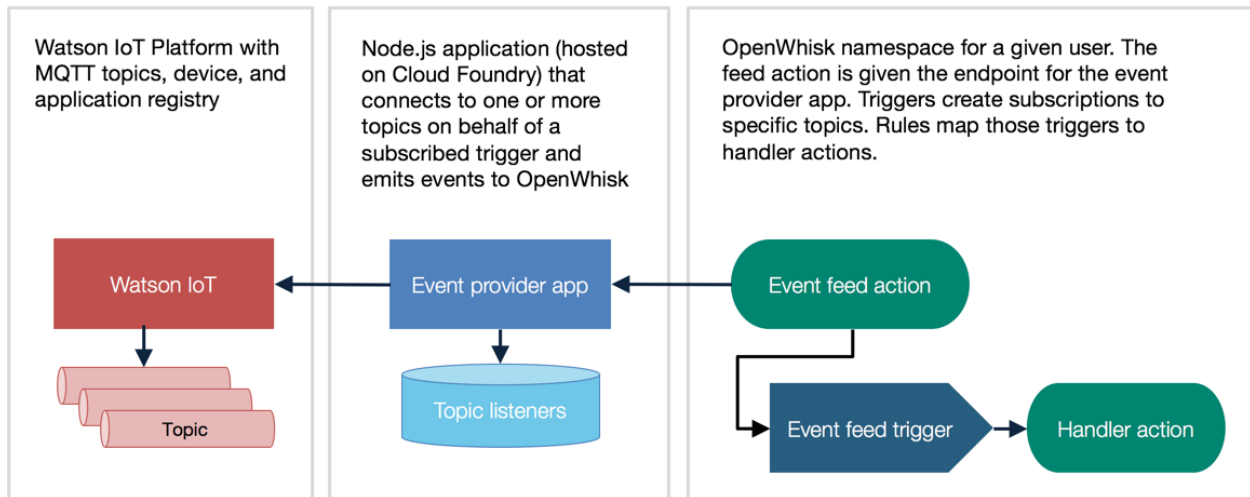 Watson IoT Platform with
MQTT topics, device, and
application registry
Node.js application (hosted
on Cloud Foundry) that
connects to one or more
topics on behalf of a
subscribed trigger and
emits events to OpenWhisk
OpenWhisk namespace for a given user. The
feed action is given the endpoint for the event
provider app. Triggers create subscriptions to
specific topics. Rules map those triggers to
handler actions.
Watson IoT
Event provider app
Event feed action
Topic
Topic listeners
Event feed trigger
Handler action